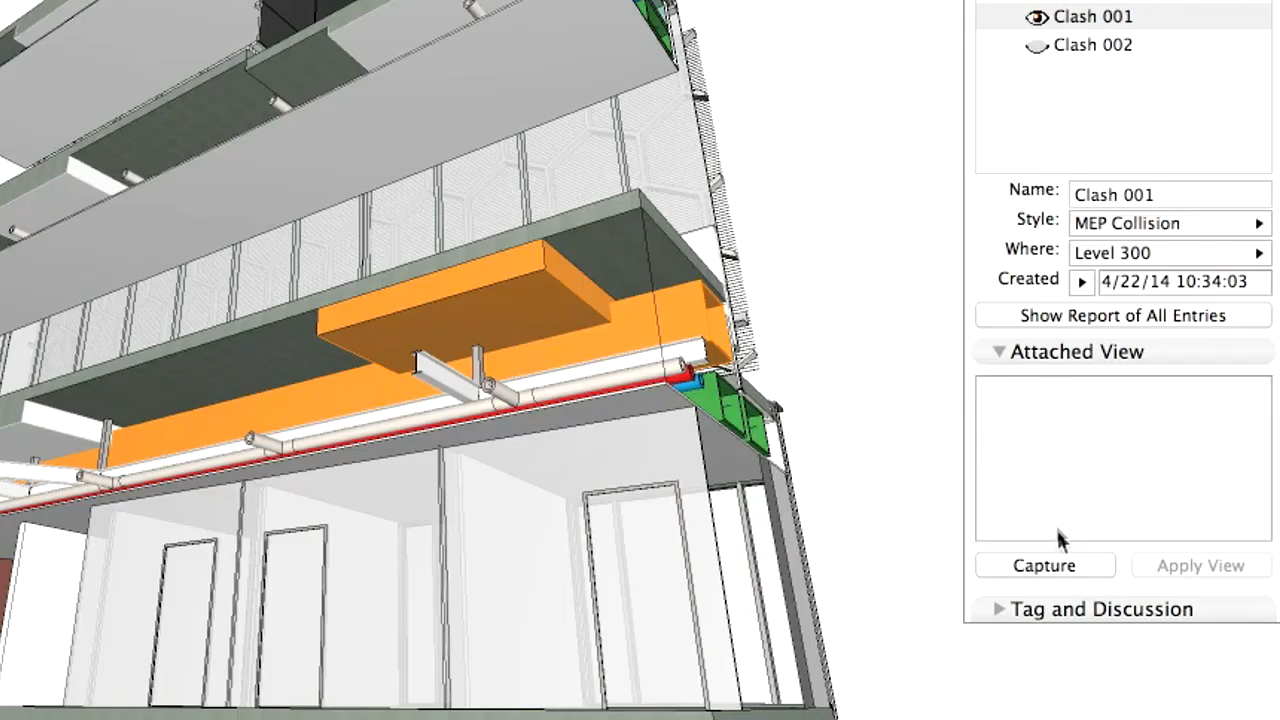 Clash 001
Clash 002
Name: Clash 001
Style: MEP Collision
Where: Level 300
Created 4/22/14 10:34:03
Show Report of All Entries
Attached View
Capture Apply View
Tag and Discussion